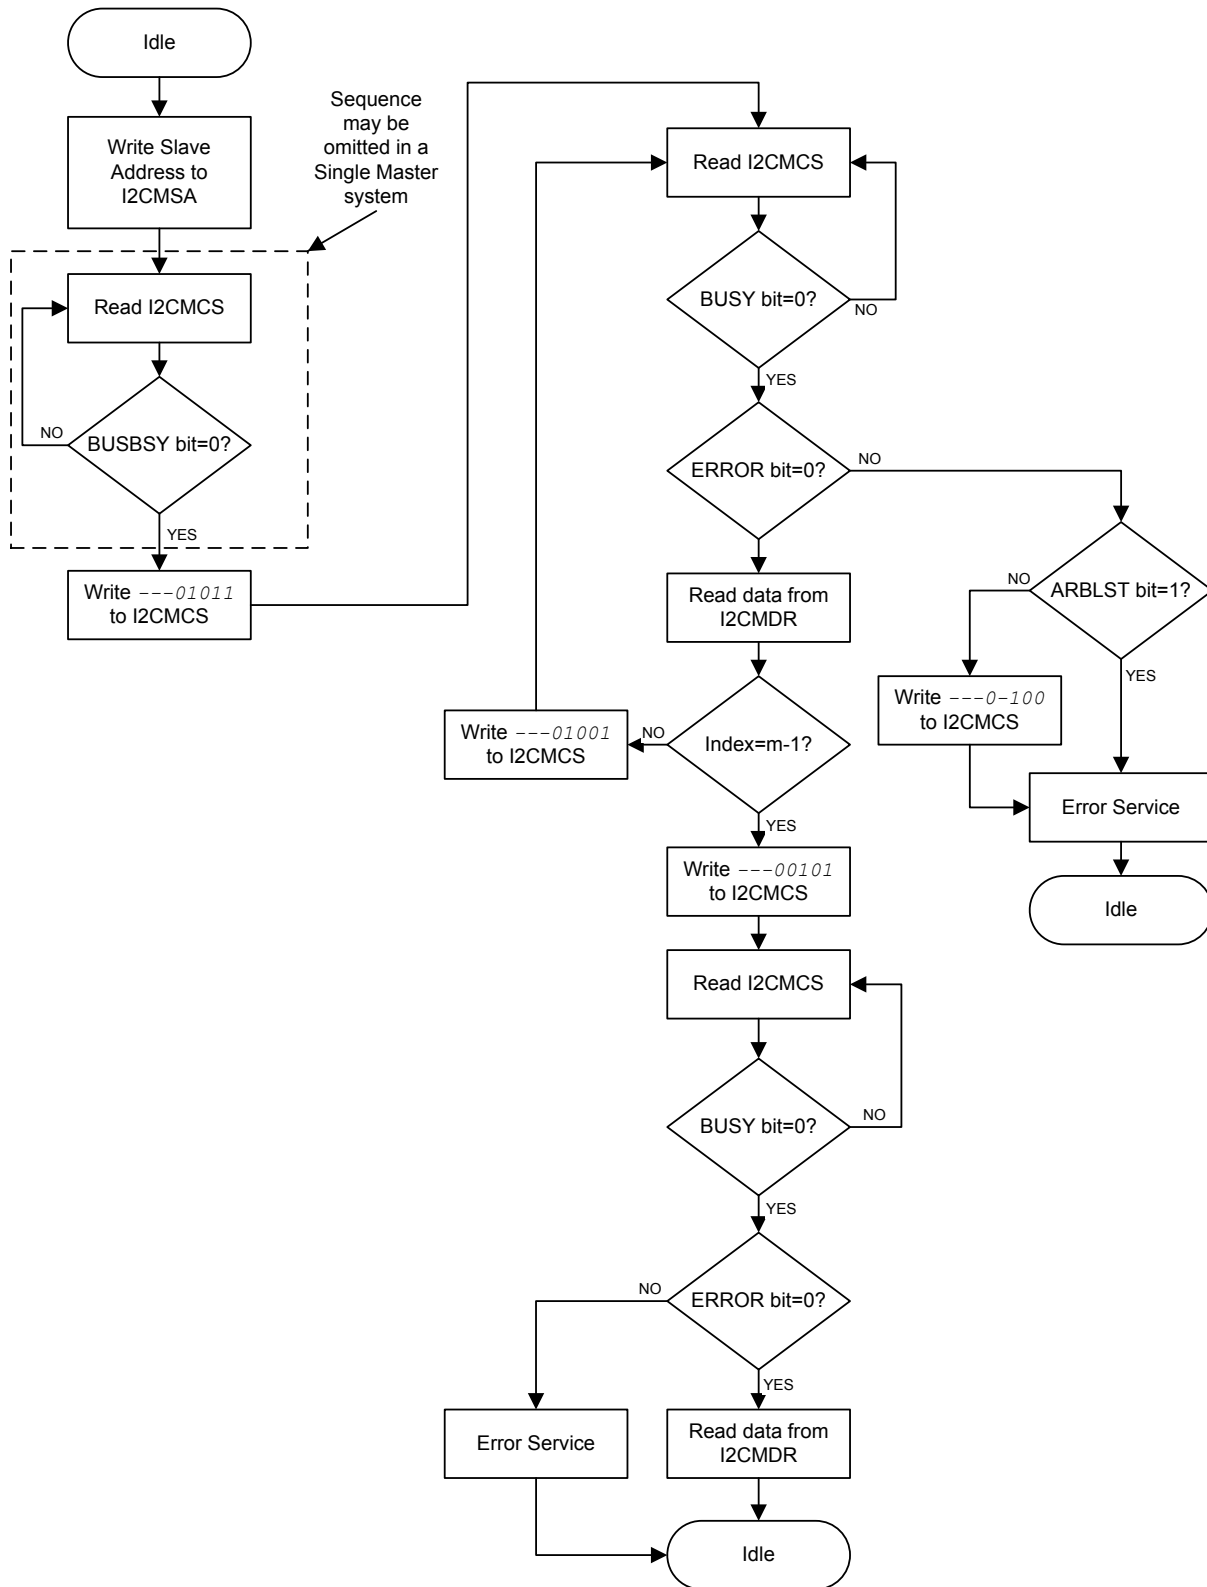 Idle
Write Slave
Address to
I2CMSA
Sequence
may be
omitted in a
Single Master
system
Read I2CMCS
BUSBSY bit=0?
NO
YES
Write ---01011
to I2CMCS
Read I2CMCS
BUSY bit=0?
NO
YES
ERROR bit=0?
NO
Read data from
I2CMDR
ARBLST bit=1?
NO
YES
Write ---0-100
to I2CMCS
Error Service
Idle
Index=m-1?
NO
Write ---01001
to I2CMCS
YES
Write ---00101
to I2CMCS
Read I2CMCS
BUSY bit=0?
NO
YES
ERROR bit=0?
NO
YES
Error Service
Read data from
I2CMDR
Idle